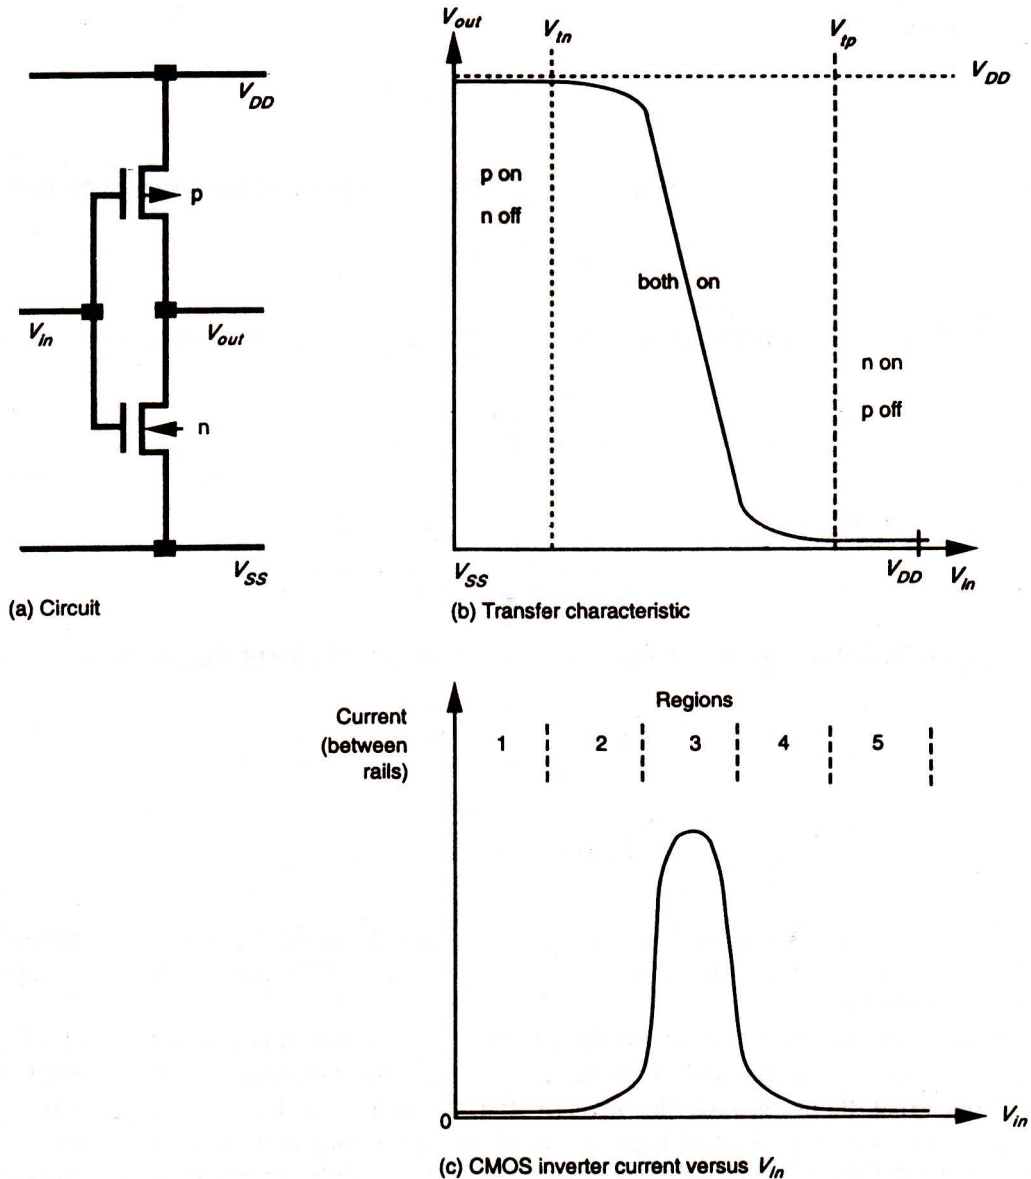 V_DD
p
V_in
V_out
n
V_SS
(a) Circuit
V_out
V_tn
V_tp
V_DD
p on
n off
both on
n on
p off
V_SS
V_DD
V_in
(b) Transfer characteristic
Current
(between
rails)
Regions
1 2 3 4 5
0
V_in
(c) CMOS inverter current versus V_in